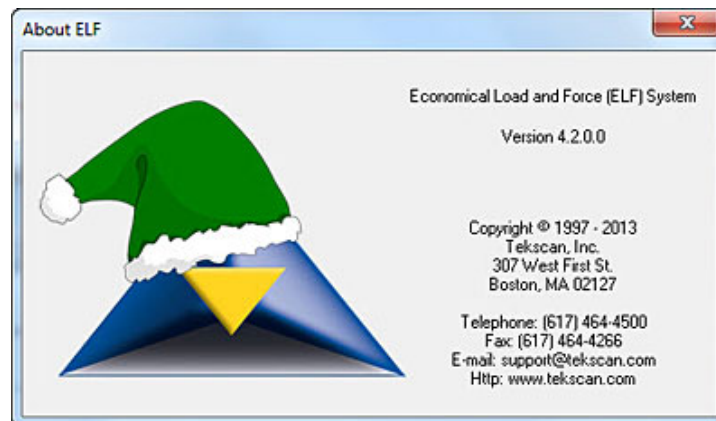 About ELF
Economical Load and Force (ELF) System
Version 4.2.0.0
Copyright © 1997 - 2013
Tekscan, Inc.
307 West First St.
Boston, MA 02127
Telephone: (617) 464-4500
Fax: (617) 464-4266
E-mail: support@tekscan.com
Http: www.tekscan.com